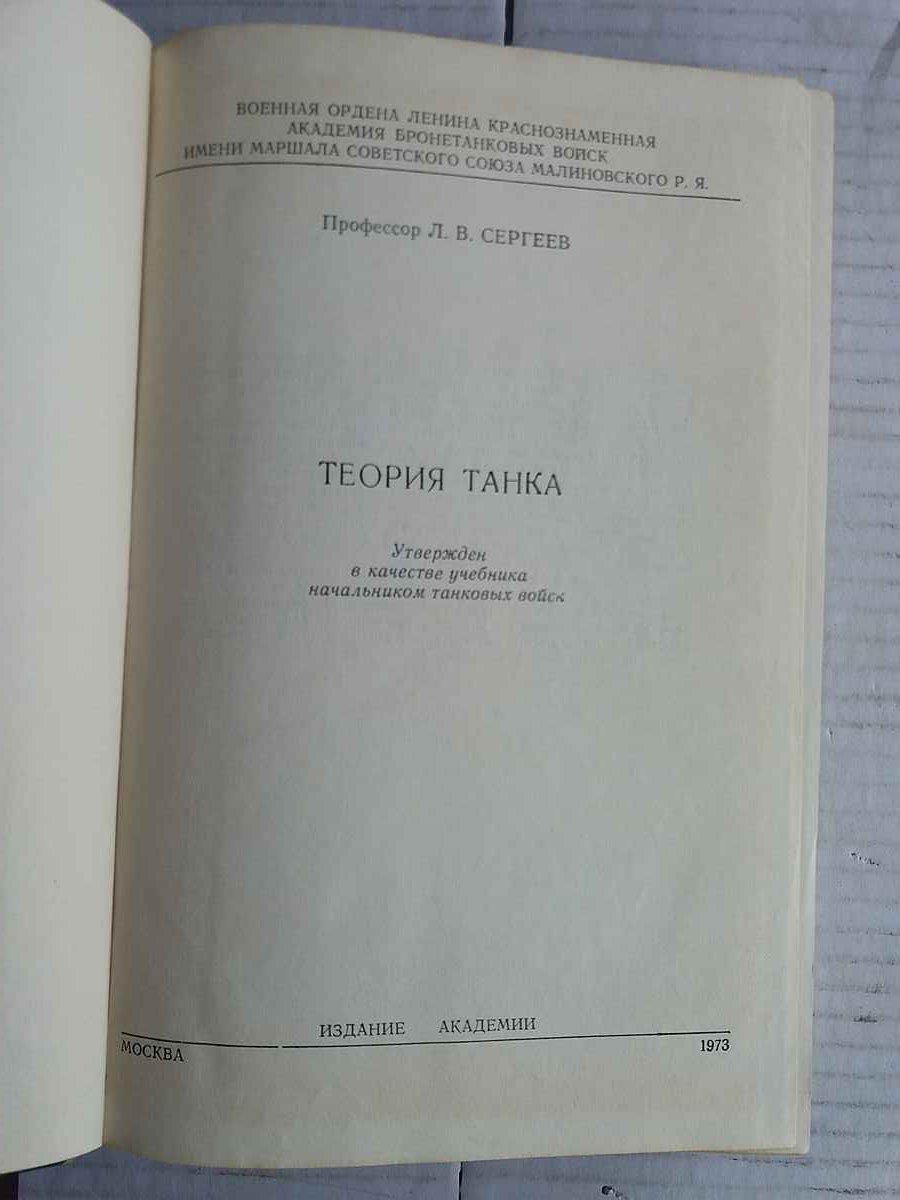 ВОЕННАЯ ОРДЕНА ЛЕНИНА КРАСНОЗНАМЕННАЯ
АКАДЕМИЯ БРОНЕТАНКОВЫХ ВОЙСК
ИМЕНИ МАРШАЛА СОВЕТСКОГО СОЮЗА МАЛИНОВСКОГО Р. Я.
Профессор Л. В. СЕРГЕЕВ
ТЕОРИЯ ТАНКА
Утвержден
в качестве учебника
начальником танковых войск
ИЗДАНИЕ АКАДЕМИИ
МОСКВА 1973